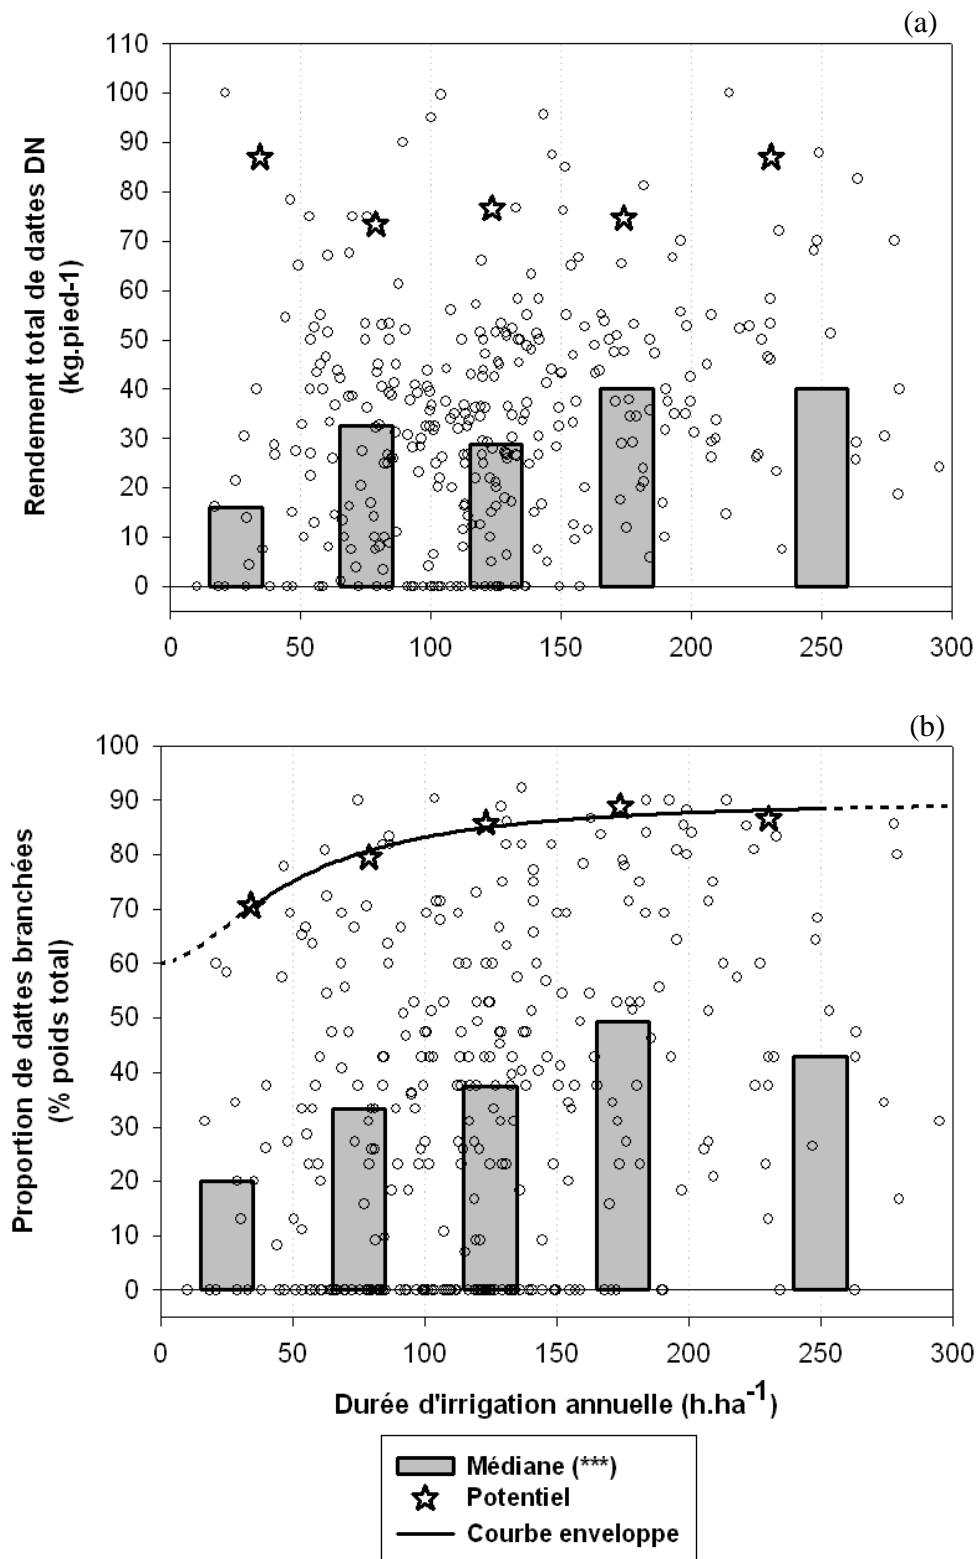 (a)
110
100
90
80
70
60
50
40
30
20
10
0
Rendement total de dattes DN
(kg.pied-1)
0 50 100 150 200 250 300
(b)
100
90
80
70
60
50
40
30
20
10
0
Proportion de dattes branchées
(% poids total)
0 50 100 150 200 250 300
Durée d'irrigation annuelle (h.ha-1)
Médiane (***)
Potentiel
Courbe enveloppe